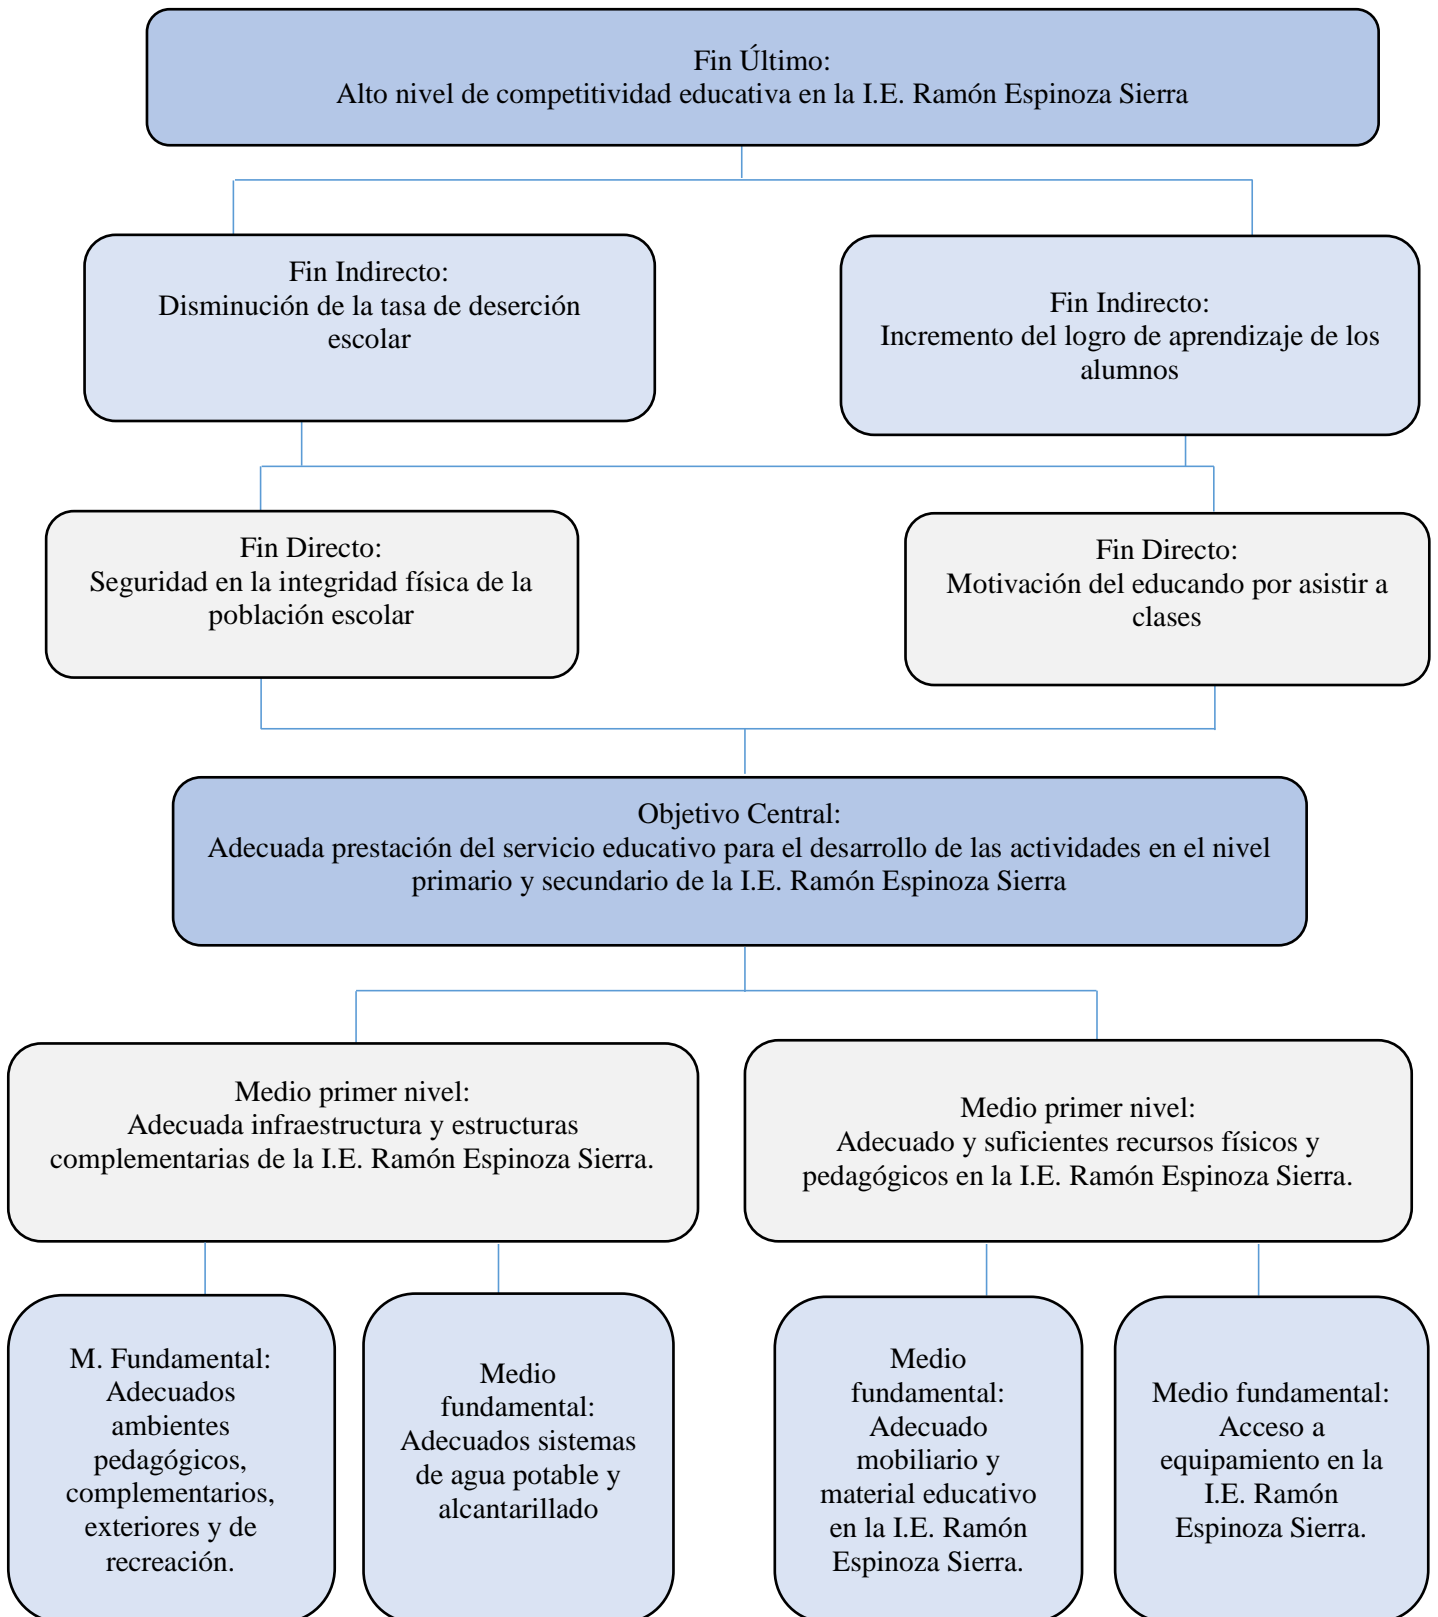 Fin Último:
Alto nivel de competitividad educativa en la I.E. Ramón Espinoza Sierra
Fin Indirecto:
Disminución de la tasa de deserción
escolar
Fin Indirecto:
Incremento del logro de aprendizaje de los
alumnos
Fin Directo:
Seguridad en la integridad física de la
población escolar
Fin Directo:
Motivación del educando por asistir a
clases
Objetivo Central:
Adecuada prestación del servicio educativo para el desarrollo de las actividades en el nivel
primario y secundario de la I.E. Ramón Espinoza Sierra
Medio primer nivel:
Adecuada infraestructura y estructuras
complementarias de la I.E. Ramón Espinoza Sierra.
Medio primer nivel:
Adecuado y suficientes recursos físicos y
pedagógicos en la I.E. Ramón Espinoza Sierra.
M. Fundamental:
Adecuados
ambientes
pedagógicos,
complementarios,
exteriores y de
recreación.
Medio
fundamental:
Adecuados sistemas
de agua potable y
alcantarillado
Medio
fundamental:
Adecuado
mobiliario y
material educativo
en la I.E. Ramón
Espinoza Sierra.
Medio fundamental:
Acceso a
equipamiento en la
I.E. Ramón
Espinoza Sierra.